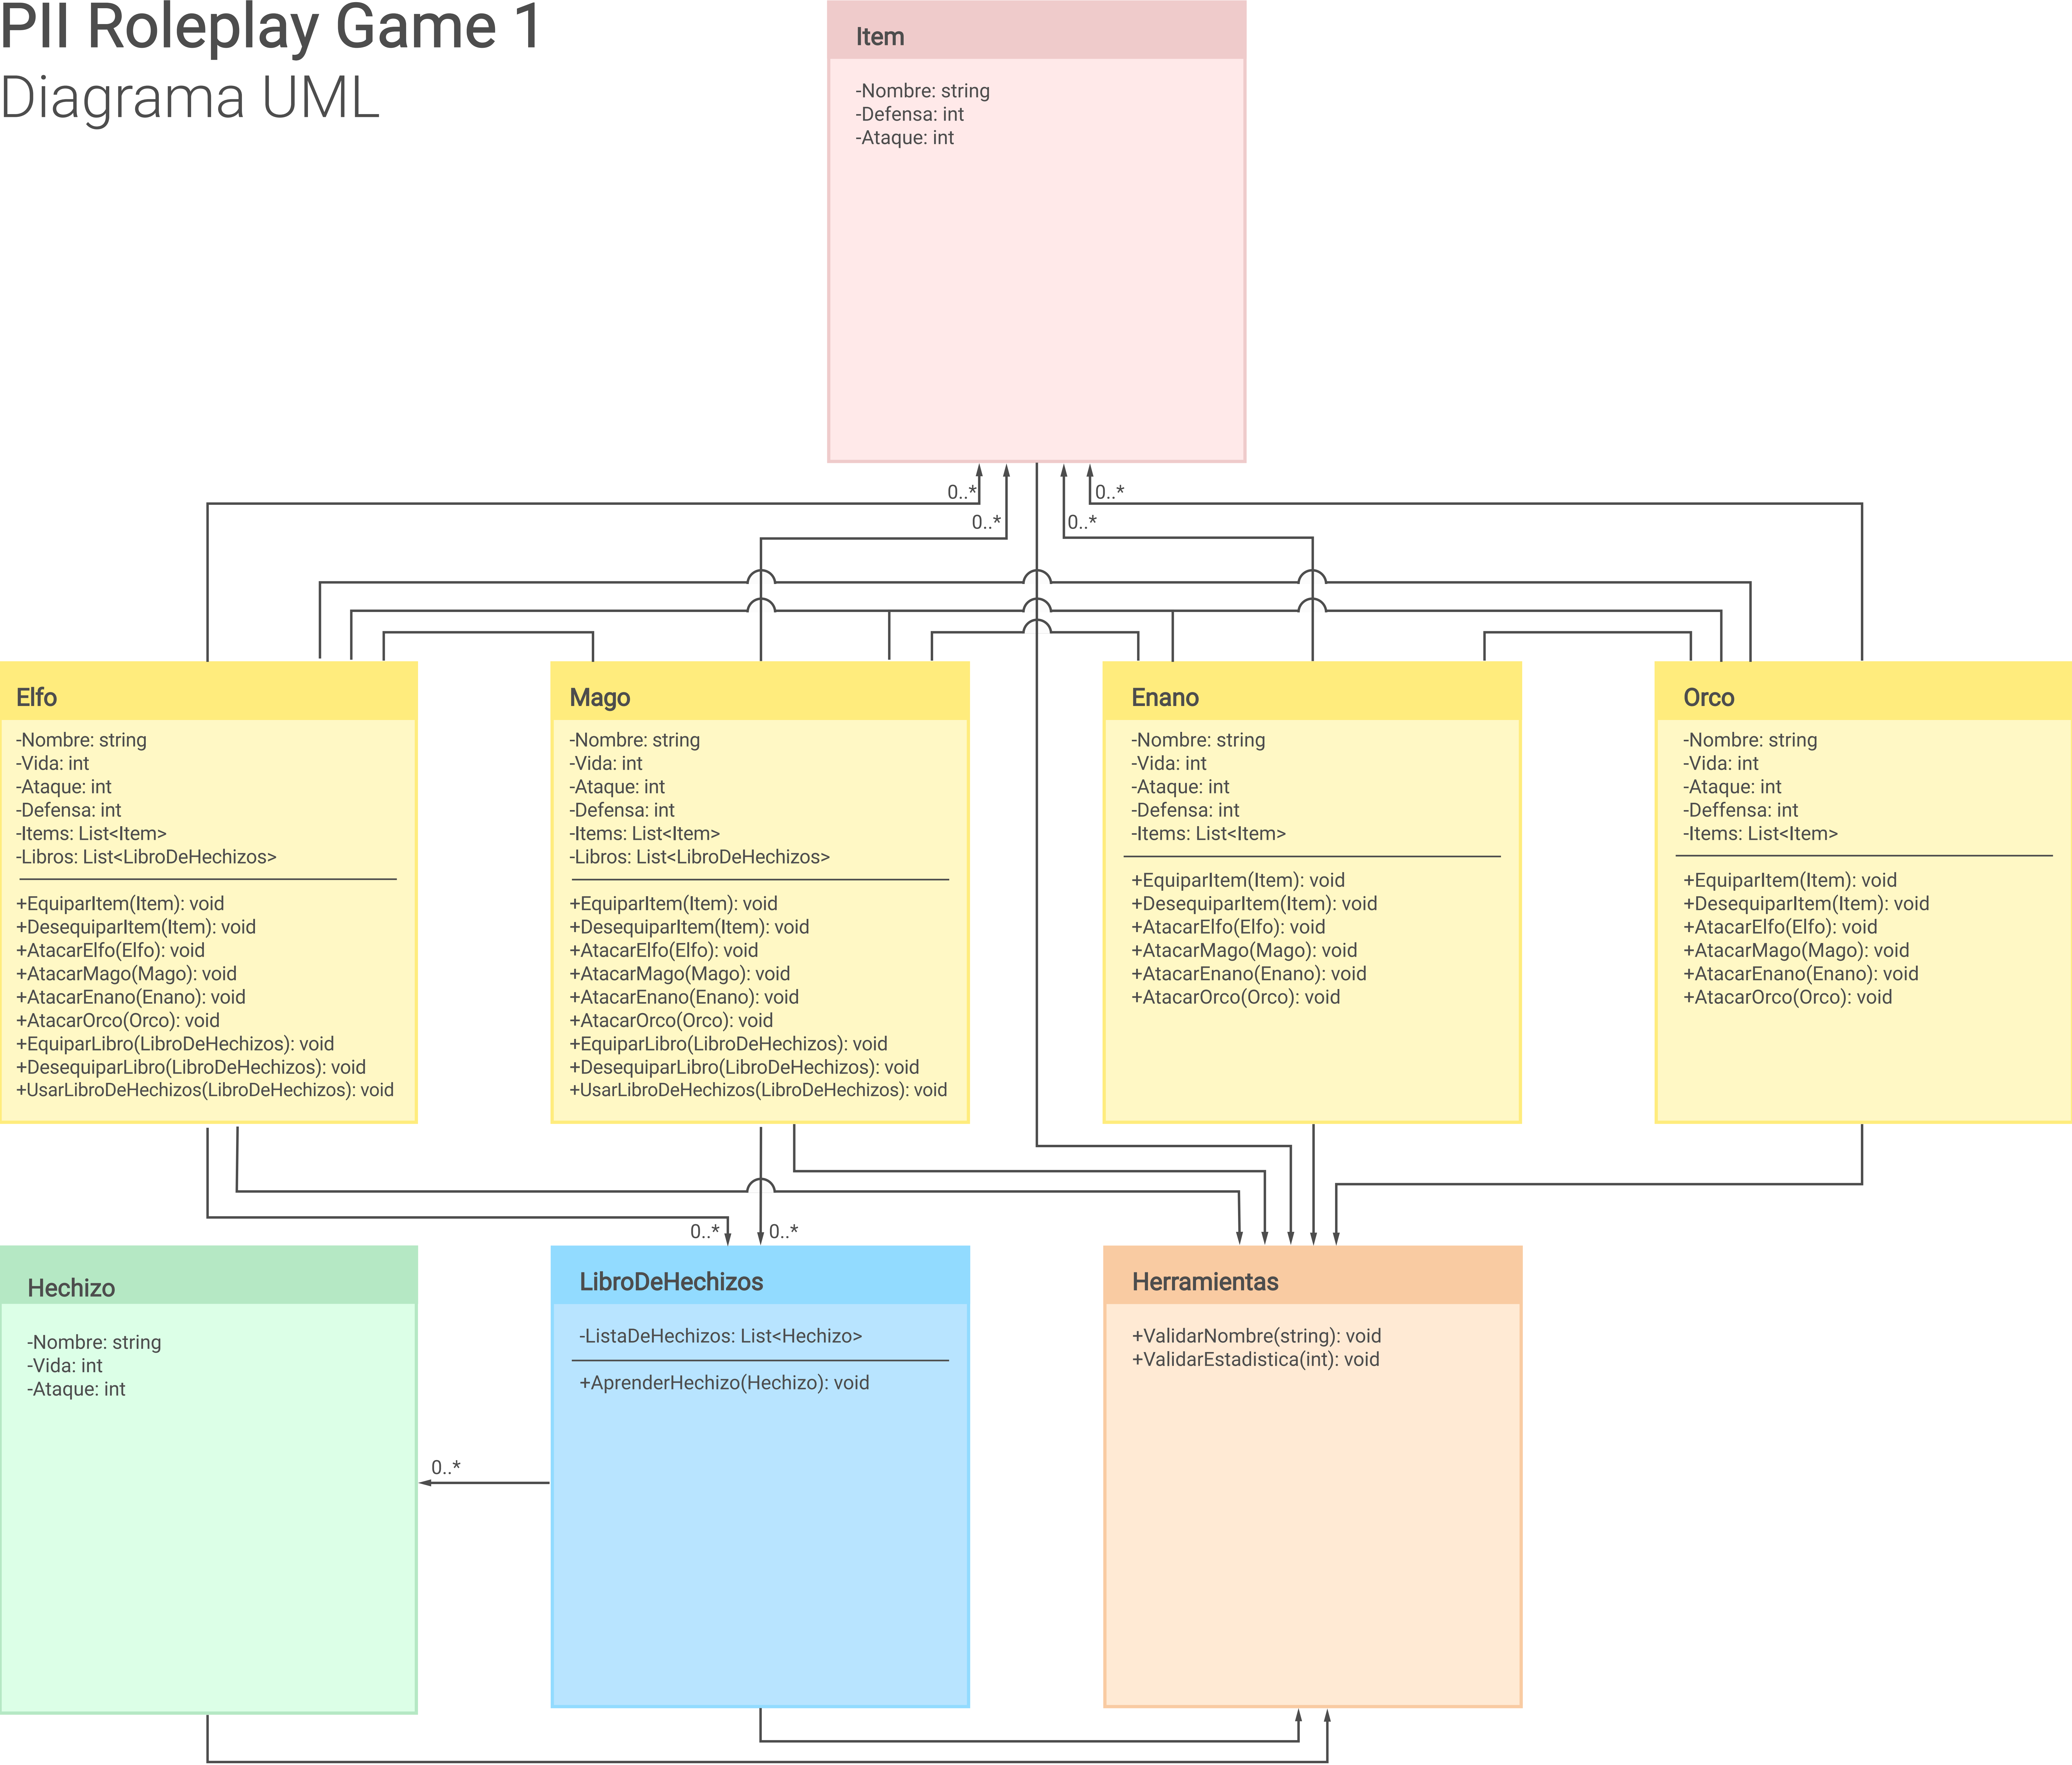 PII Roleplay Game 1
Diagrama UML
Item
-Nombre: string
-Defensa: int
-Ataque: int
0..*
0..*
0..*
0..*
Elfo
-Nombre: string
-Vida: int
-Ataque: int
-Defensa: int
-Items: List<Item>
-Libros: List<LibroDeHechizos>
+EquiparItem(Item): void
+DesequiparItem(Item): void
+AtacarElfo(Elfo): void
+AtacarMago(Mago): void
+AtacarEnano(Enano): void
+AtacarOrco(Orco): void
+EquiparLibro(LibroDeHechizos): void
+DesequiparLibro(LibroDeHechizos): void
+UsarLibroDeHechizos(LibroDeHechizos): void
Mago
-Nombre: string
-Vida: int
-Ataque: int
-Defensa: int
-Items: List<Item>
-Libros: List<LibroDeHechizos>
+EquiparItem(Item): void
+DesequiparItem(Item): void
+AtacarElfo(Elfo): void
+AtacarMago(Mago): void
+AtacarEnano(Enano): void
+AtacarOrco(Orco): void
+EquiparLibro(LibroDeHechizos): void
+DesequiparLibro(LibroDeHechizos): void
+UsarLibroDeHechizos(LibroDeHechizos): void
Enano
-Nombre: string
-Vida: int
-Ataque: int
-Defensa: int
-Items: List<Item>
+EquiparItem(Item): void
+DesequiparItem(Item): void
+AtacarElfo(Elfo): void
+AtacarMago(Mago): void
+AtacarEnano(Enano): void
+AtacarOrco(Orco): void
Orco
-Nombre: string
-Vida: int
-Ataque: int
-Deffensa: int
-Items: List<Item>
+EquiparItem(Item): void
+DesequiparItem(Item): void
+AtacarElfo(Elfo): void
+AtacarMago(Mago): void
+AtacarEnano(Enano): void
+AtacarOrco(Orco): void
0..*
0..*
Hechizo
-Nombre: string
-Vida: int
-Ataque: int
0..*
LibroDeHechizos
-ListaDeHechizos: List<Hechizo>
+AprenderHechizo(Hechizo): void
Herramientas
+ValidarNombre(string): void
+ValidarEstadistica(int): void